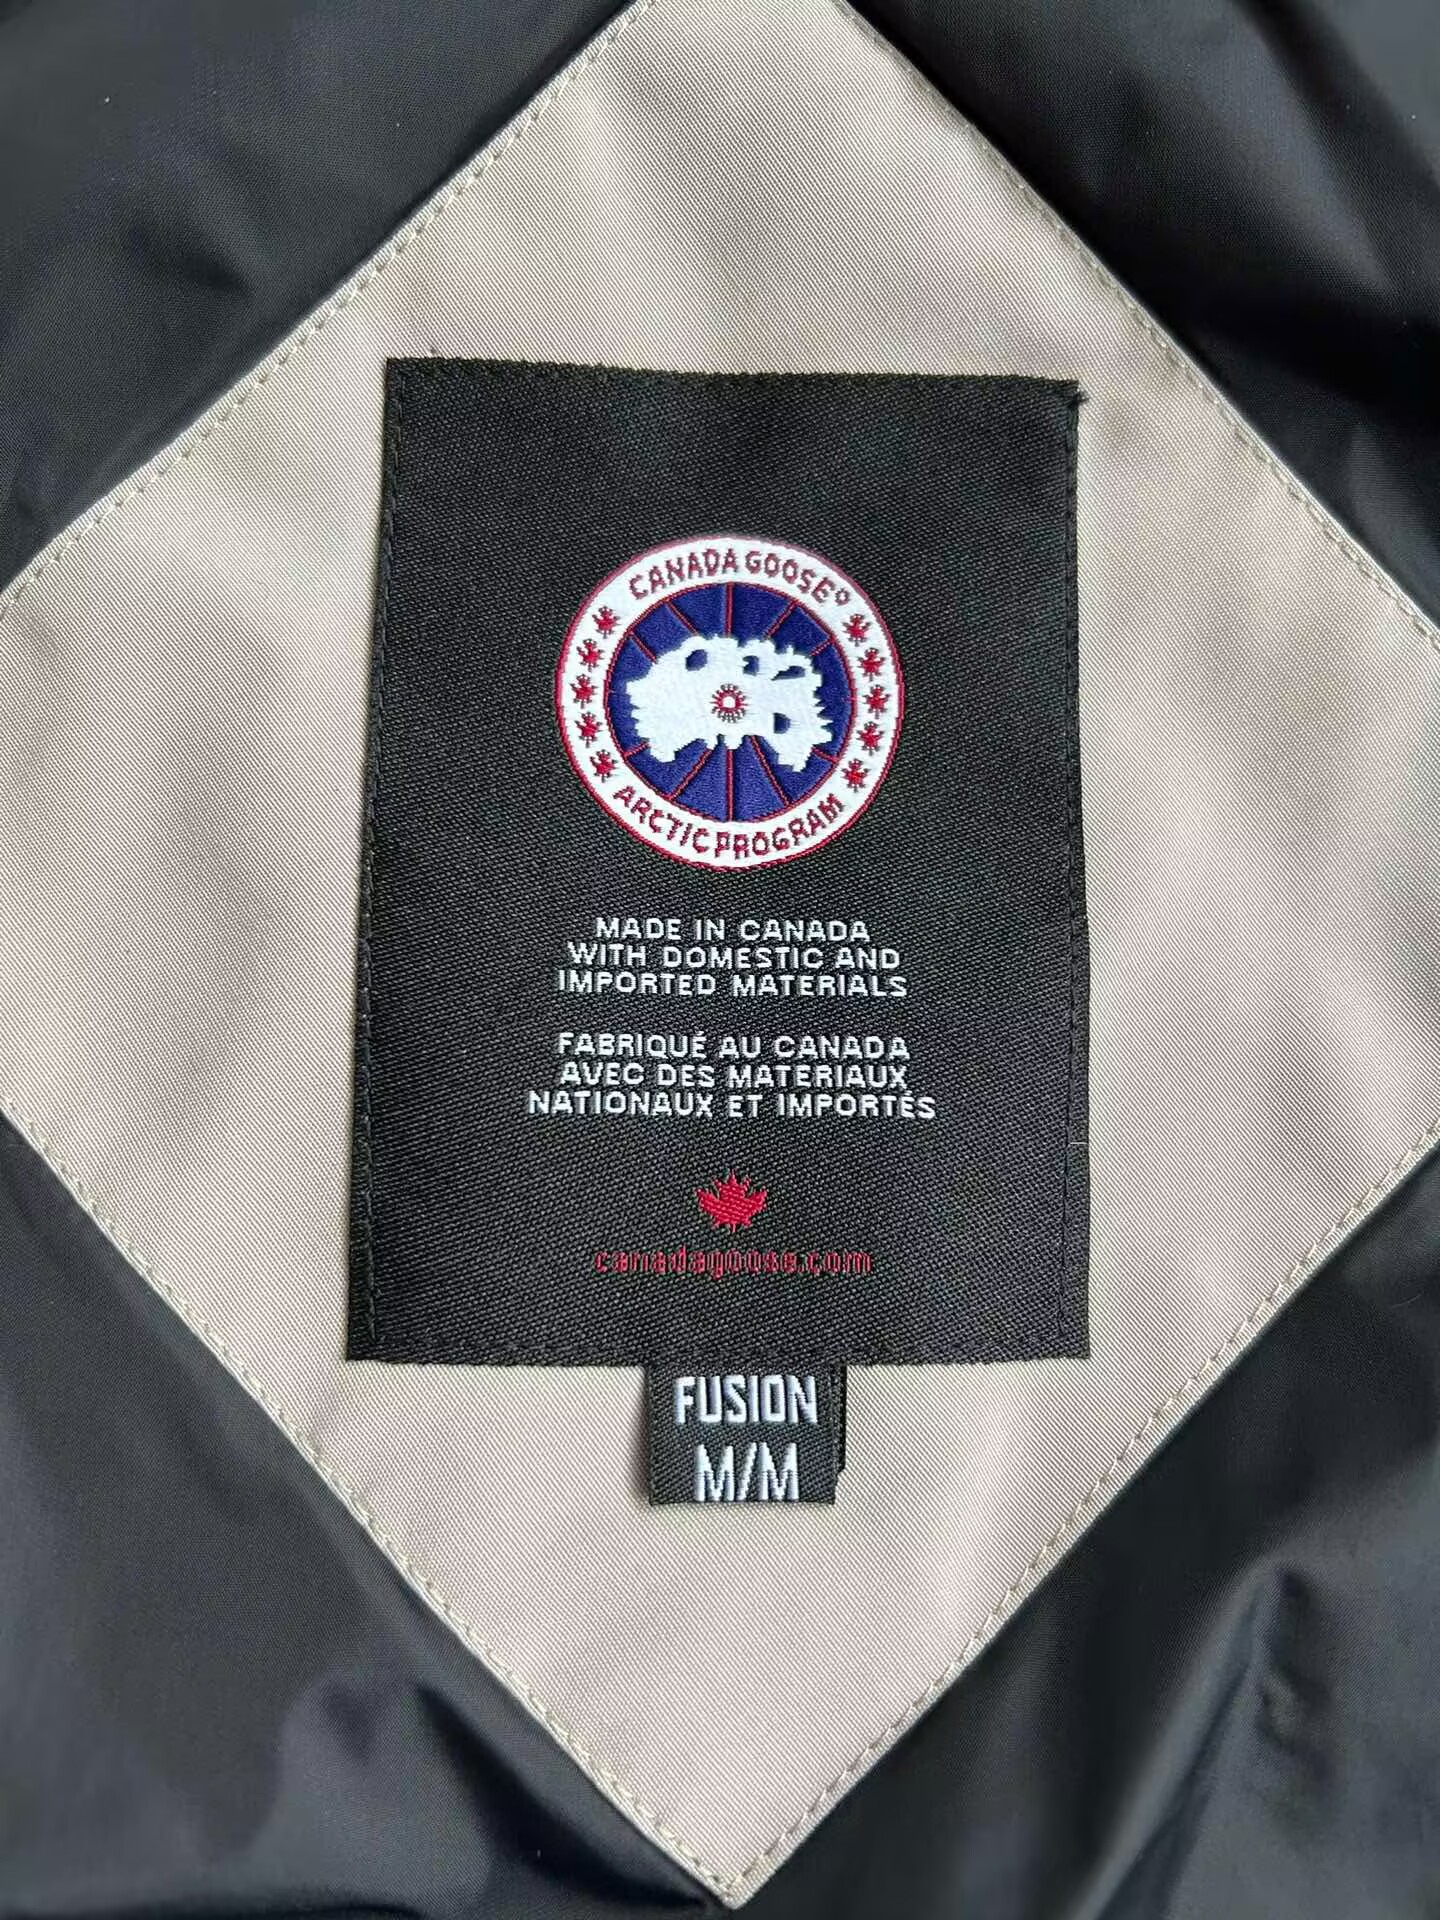 CANADA GOOSE®
ARCTIC PROGRAM
MADE IN CANADA
WITH DOMESTIC AND
IMPORTED MATERIALS
FABRIQUÉ AU CANADA
AVEC DES MATERIAUX
NATIONAUX ET IMPORTÉS
canadagoose.com
FUSION
M/M